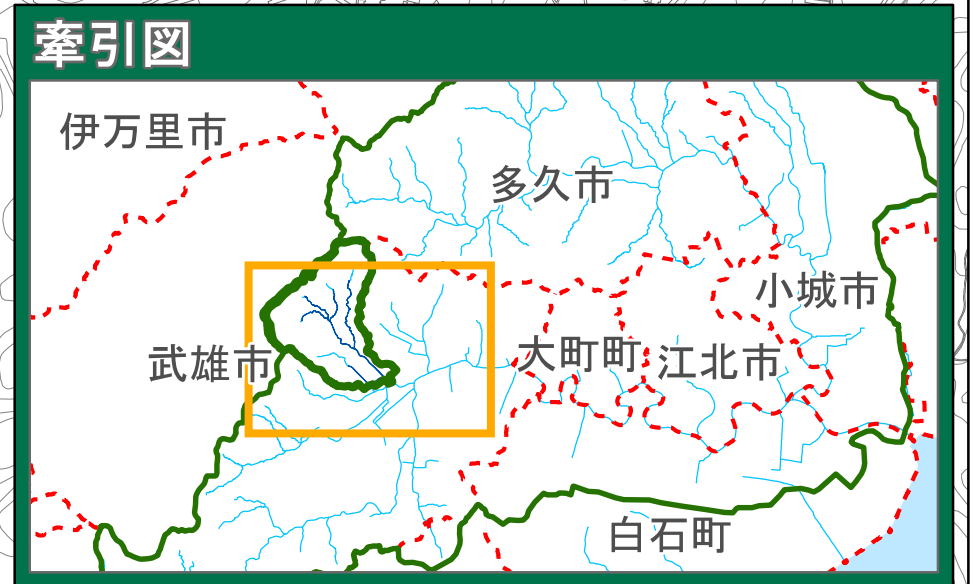 牽引図
伊万里市
多久市
小城市
武雄市
大町町
江北市
白石町